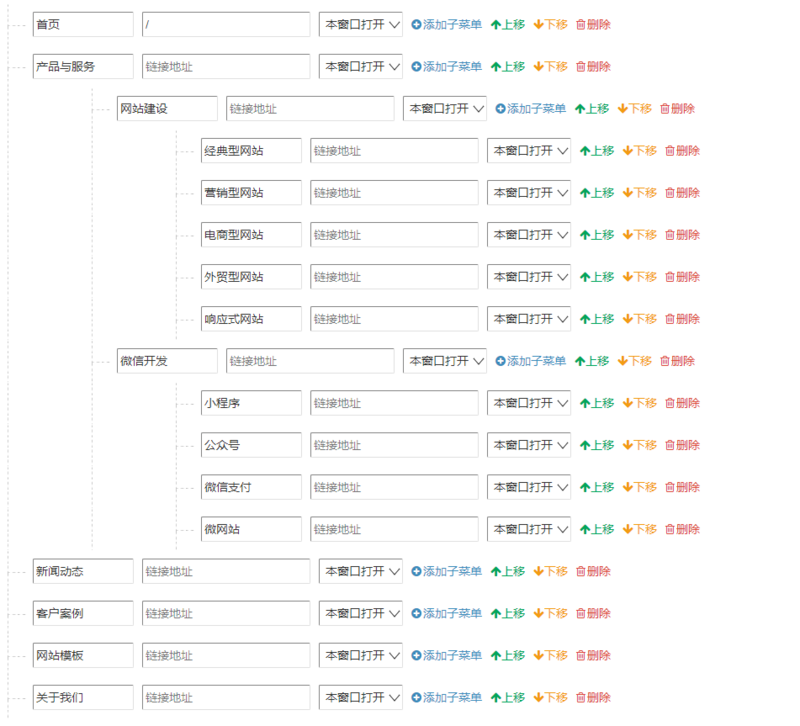 首页 / 本窗口打开 添加子菜单 上移 下移 删除
产品与服务 链接地址 本窗口打开 添加子菜单 上移 下移 删除
网站建设 链接地址 本窗口打开 添加子菜单 上移 下移 删除
经典型网站 链接地址 本窗口打开 上移 下移 删除
营销型网站 链接地址 本窗口打开 上移 下移 删除
电商型网站 链接地址 本窗口打开 上移 下移 删除
外贸型网站 链接地址 本窗口打开 上移 下移 删除
响应式网站 链接地址 本窗口打开 上移 下移 删除
微信开发 链接地址 本窗口打开 添加子菜单 上移 下移 删除
小程序 链接地址 本窗口打开 上移 下移 删除
公众号 链接地址 本窗口打开 上移 下移 删除
微信支付 链接地址 本窗口打开 上移 下移 删除
微网站 链接地址 本窗口打开 上移 下移 删除
新闻动态 链接地址 本窗口打开 添加子菜单 上移 下移 删除
客户案例 链接地址 本窗口打开 添加子菜单 上移 下移 删除
网站模板 链接地址 本窗口打开 添加子菜单 上移 下移 删除
关于我们 链接地址 本窗口打开 添加子菜单 上移 下移 删除